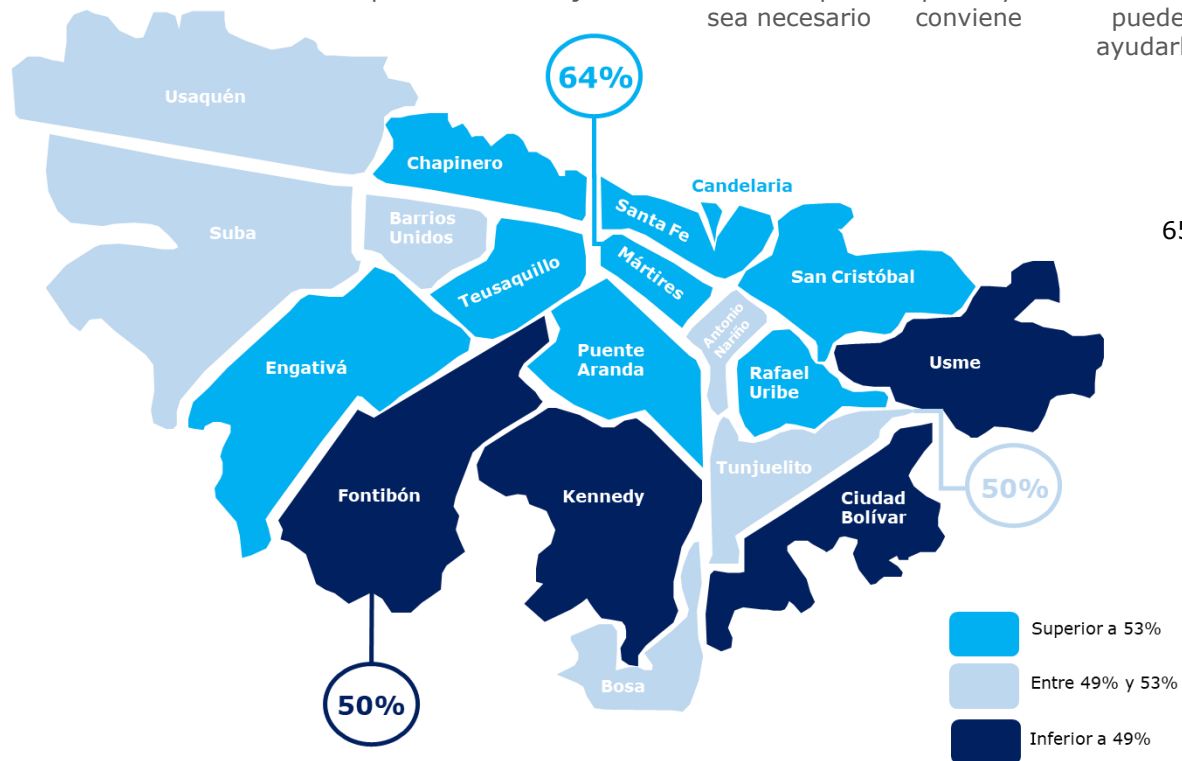 sea necesario
conviene
puede
ayudarl
64%
Usaquén
Chapinero
Candelaria
Santa Fe
Barrios
Unidos
Suba
65
Mártires
Teusaquillo
San Cristóbal
Antonio
Nariño
Puente
Aranda
Engativá
Usme
Rafael
Uribe
Tunjuelito
Fontibón
Kennedy
50%
Ciudad
Bolívar
Superior a 53%
Entre 49% y 53%
Bosa
50%
Inferior a 49%